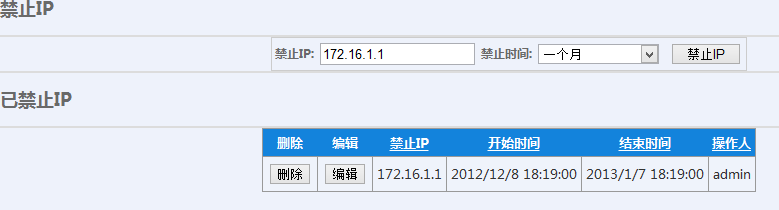 禁止IP
禁止IP: 172.16.1.1 禁止时间: 一个月 禁止IP
已禁止IP
删除 编辑 禁止IP 开始时间 结束时间 操作人
删除 编辑 172.16.1.1 2012/12/8 18:19:00 2013/1/7 18:19:00 admin